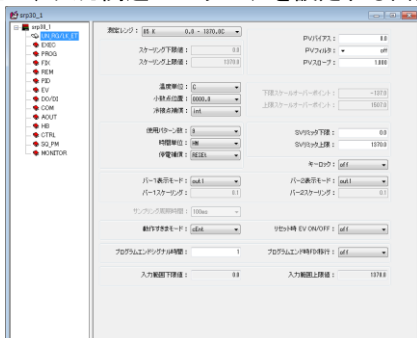 srp33_1
srp33_1
UN_RG/LK_ET
EXEC
PROG
FIX
REM
PID
EV
DO/DI
COM
AOUT
HB
CTRL
SQ_PM
MONITOR
測定レンジ : 05 K 0.0 - 1370.0C
PVバイアス : 0.0
スケーリング下限値 : 0.0
PVフィルタ : off
スケーリング上限値 : 1370.0
PVスロープ : 1.000
温度単位 : C
小数点位置 : 0000.0
冷接点補償 : int
下限スケールオーバーポイント : -137.0
上限スケールオーバーポイント : 1507.0
使用パターン数 : 9
SVリミッタ下限 : 0.0
時間単位 : HM
SVリミッタ上限 : 1370.0
停電補償 : RESEt
キーロック : off
バー1表示モード : out1
バー2表示モード : out1
バー1スケーリング : 0.1
バー2スケーリング : 0.1
サンプリング周期時間 : 100ms
動作すきまモード : cEnt
リセット時 EV ON/OFF : off
プログラムエンドシグナル時間 : 1
プログラムエンド時FIX移行 : off
入力範囲下限値 : 0.0
入力範囲上限値 : 1370.0